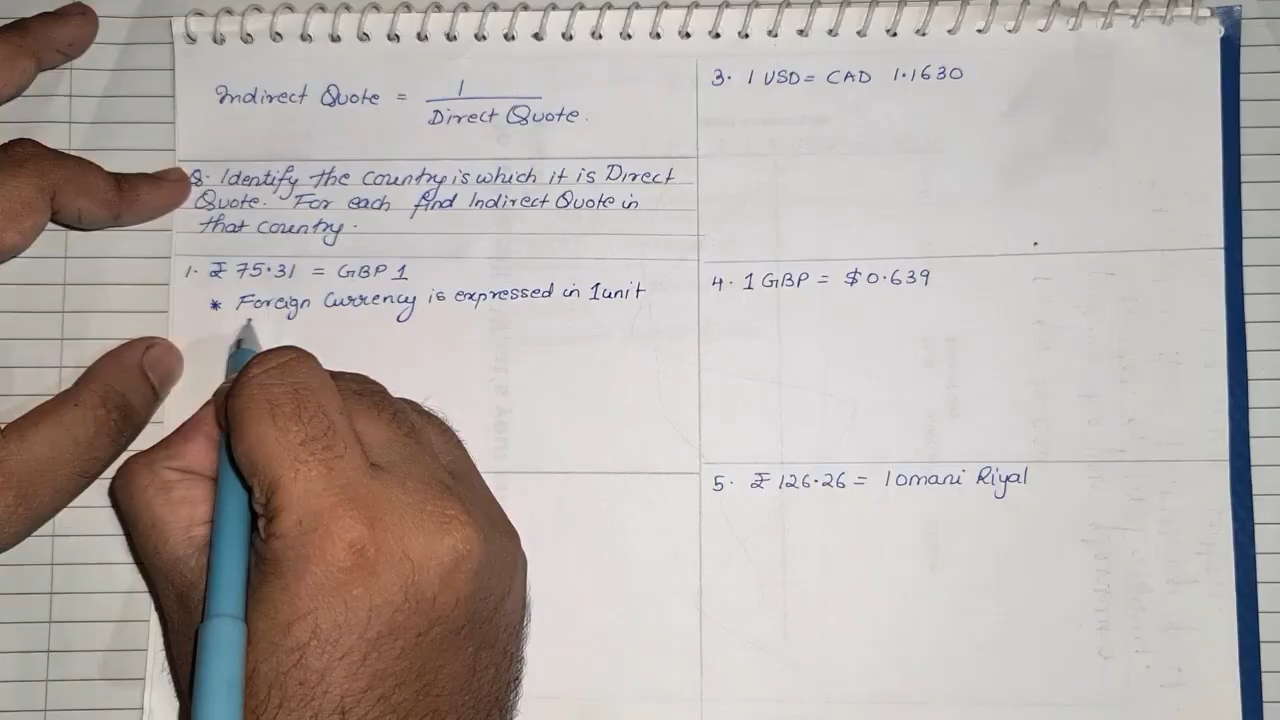 Indirect Quote = 1
Direct Quote.
Q. Identify the country is which it is Direct
Quote. For each find Indirect Quote in
that country.
1. ₹ 75.31 = GBP 1
* Foreign Currency is expressed in 1unit
3. 1 USD = CAD 1.1630
4. 1 GBP = $ 0.639
5. ₹ 126.26 = 1 omani Riyal